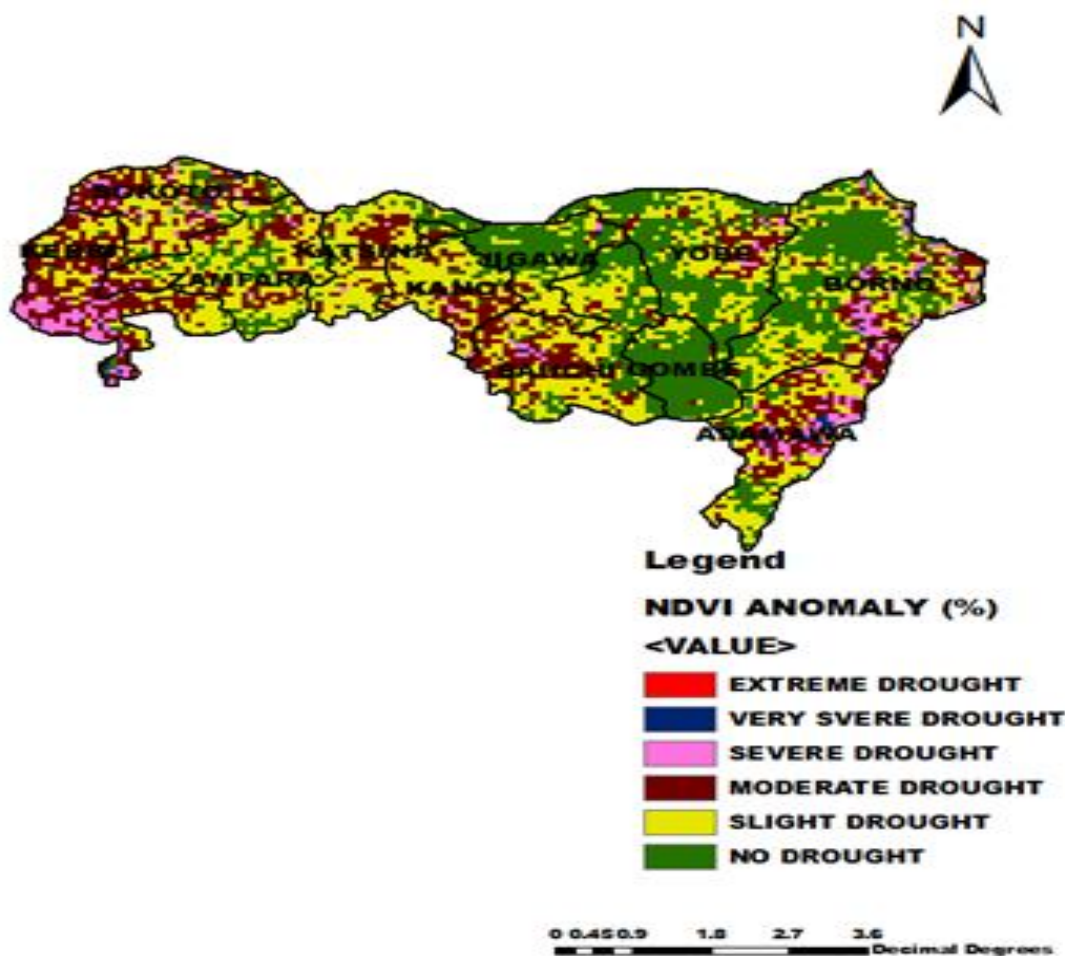 N
SOKOTO
KEBBI
KATSINA
ZAMFARA
JIGAWA
KANO
YOBE
BORNO
BAUCHI
GOMBE
ADAMAWA
Legend
NDVI ANOMALY (%)
<VALUE>
EXTREME DROUGHT
VERY SVERE DROUGHT
SEVERE DROUGHT
MODERATE DROUGHT
SLIGHT DROUGHT
NO DROUGHT
0 0.45 0.9 1.8 2.7 3.6
Decimal Degrees